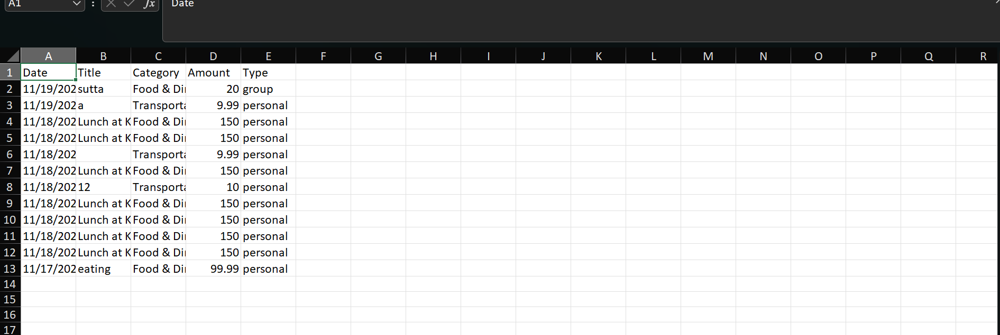 A1 : fx Date
A B C D E F G H I J K L M N O P Q R
1 Date Title Category Amount Type
2 11/19/202 sutta Food & Di 20 group
3 11/19/202 a Transport 9.99 personal
4 11/18/202 Lunch at K Food & Di 150 personal
5 11/18/202 Lunch at K Food & Di 150 personal
6 11/18/202 Transport 9.99 personal
7 11/18/202 Lunch at K Food & Di 150 personal
8 11/18/202 12 Transport 10 personal
9 11/18/202 Lunch at K Food & Di 150 personal
10 11/18/202 Lunch at K Food & Di 150 personal
11 11/18/202 Lunch at K Food & Di 150 personal
12 11/18/202 Lunch at K Food & Di 150 personal
13 11/17/202 eating Food & Di 99.99 personal
14
15
16
17